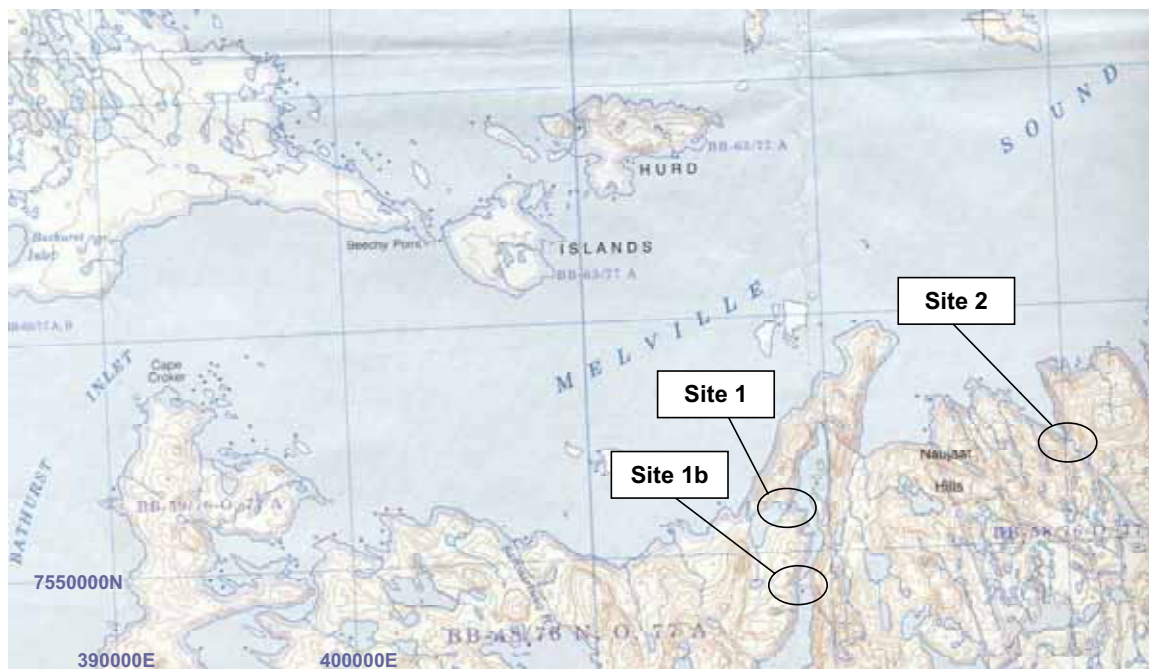 SOUND
BB-63/77 A
HURD
Beechy Point
ISLANDS
Bathurst
Inlet
BB-63/77 A
MELVILLE
Site 2
INLET
Cape
Croker
Site 1
Naujaat
Hills
Site 1b
BATHURST
7550000N
BB-48/76 N, O, 77 A
390000E
400000E